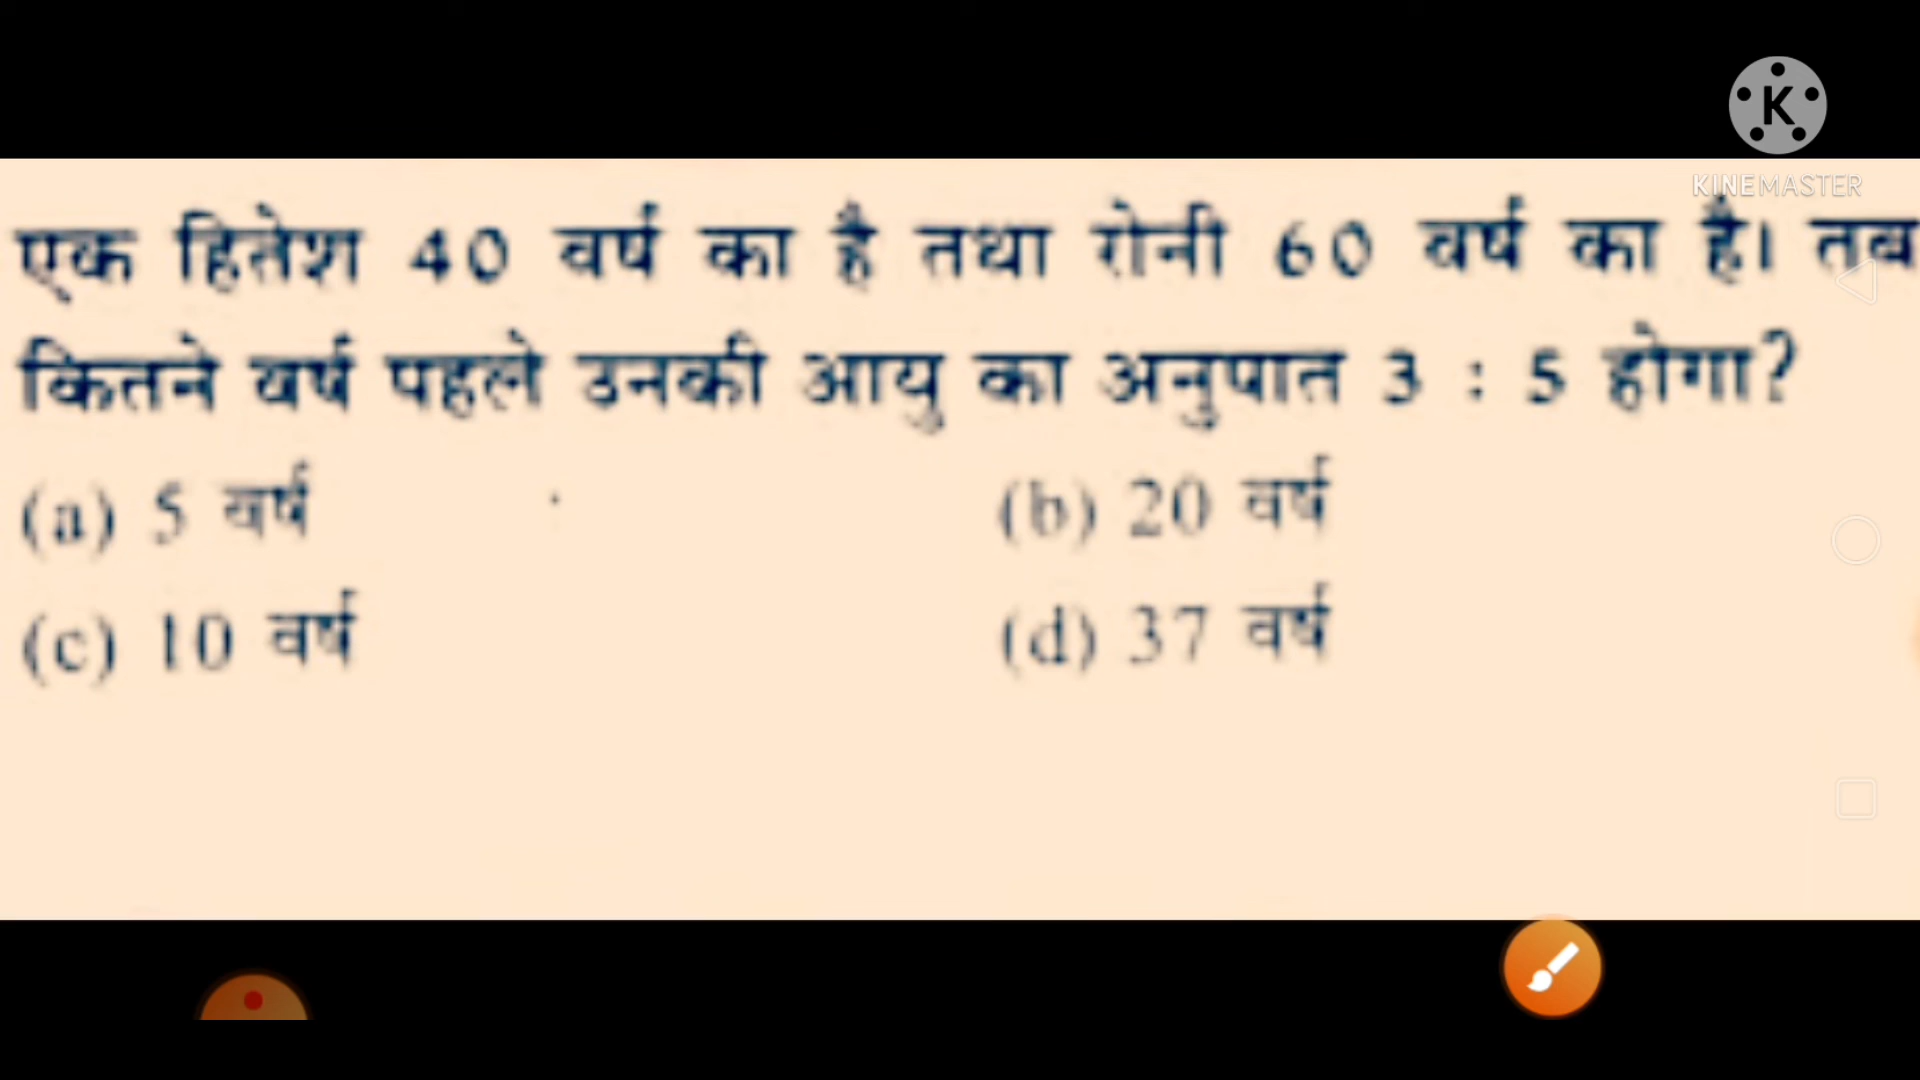 K
KINEMASTER
एक हितेश 40 वर्ष का है तथा रोनी 60 वर्ष का है। तब
कितने वर्ष पहले उनकी आयु का अनुपात 3 : 5 होगा?
(a) 5 वर्ष (b) 20 वर्ष
(c) 10 वर्ष (d) 37 वर्ष